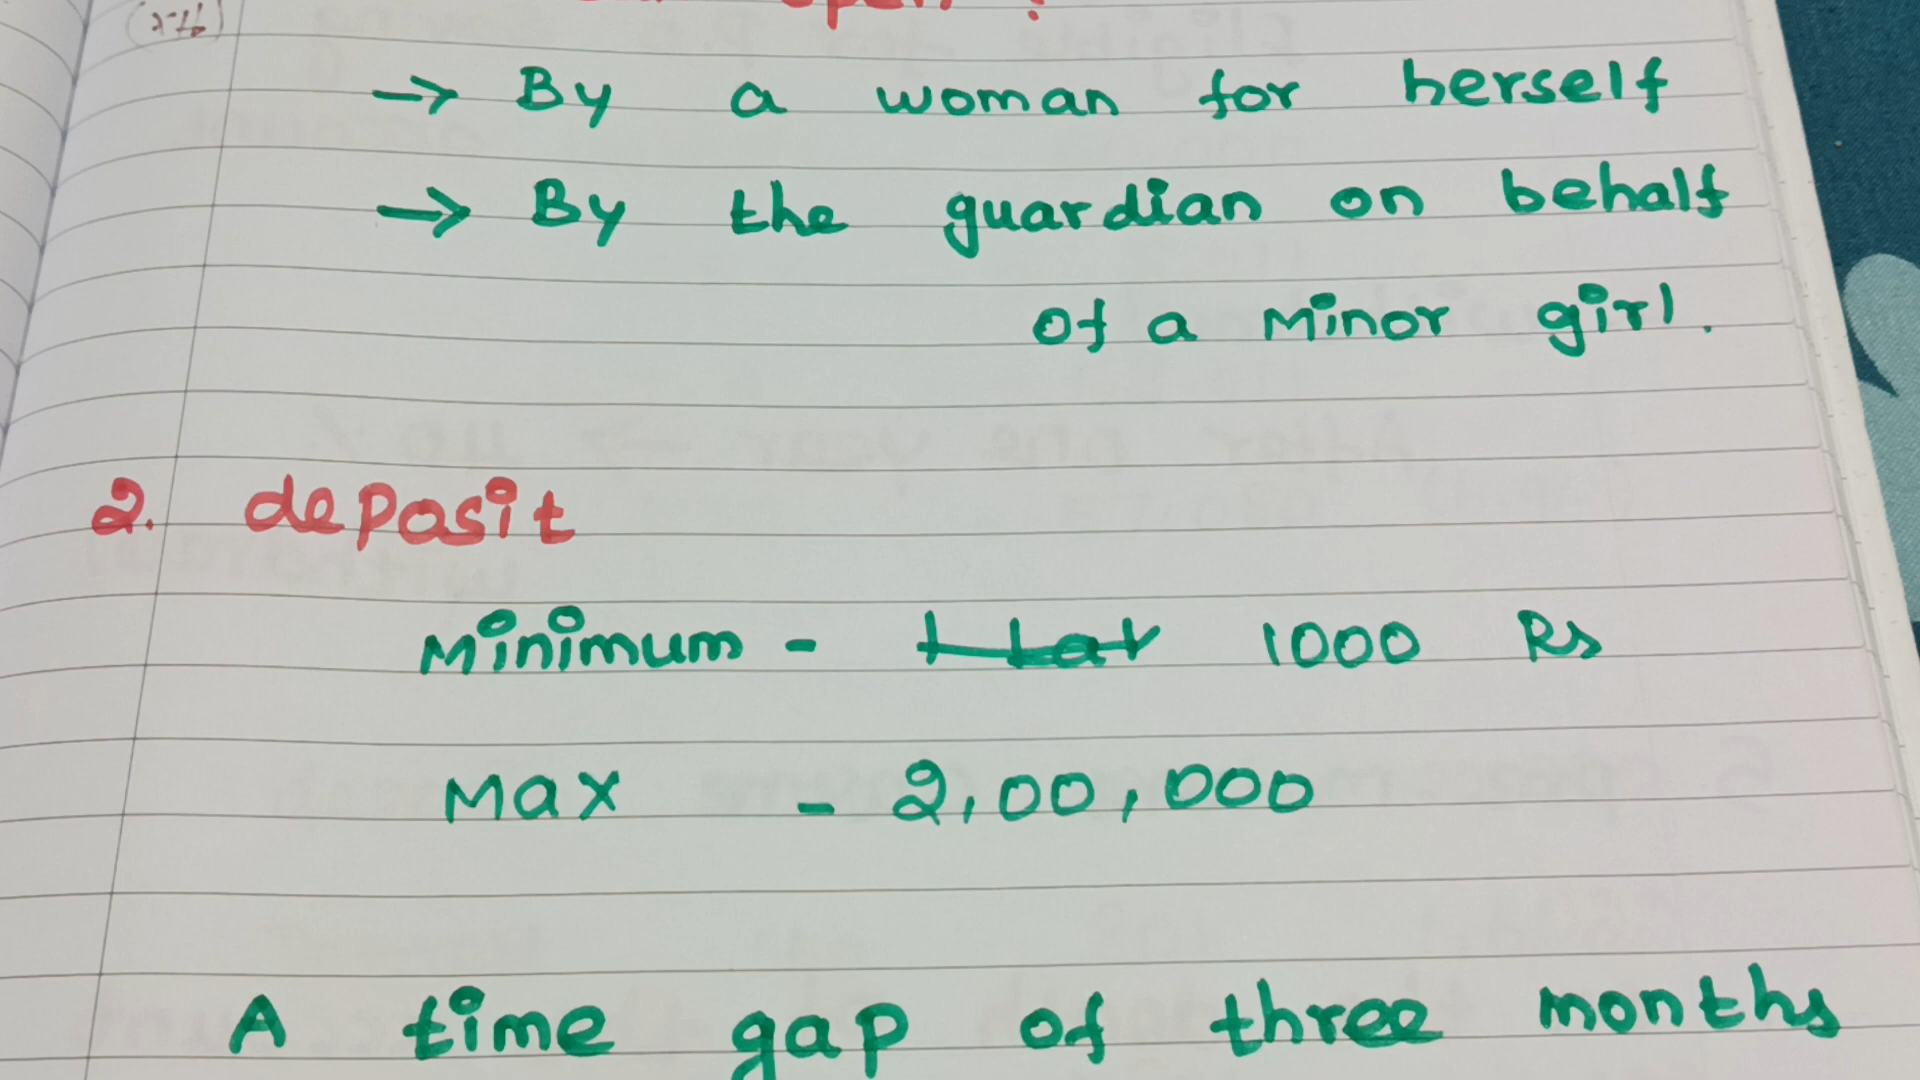 open?
→ By a woman for herself
→ By the guardian on behalf
of a minor girl.
2. deposit
Minimum - 1000 Rs
Max - 2,00,000
A time gap of three months